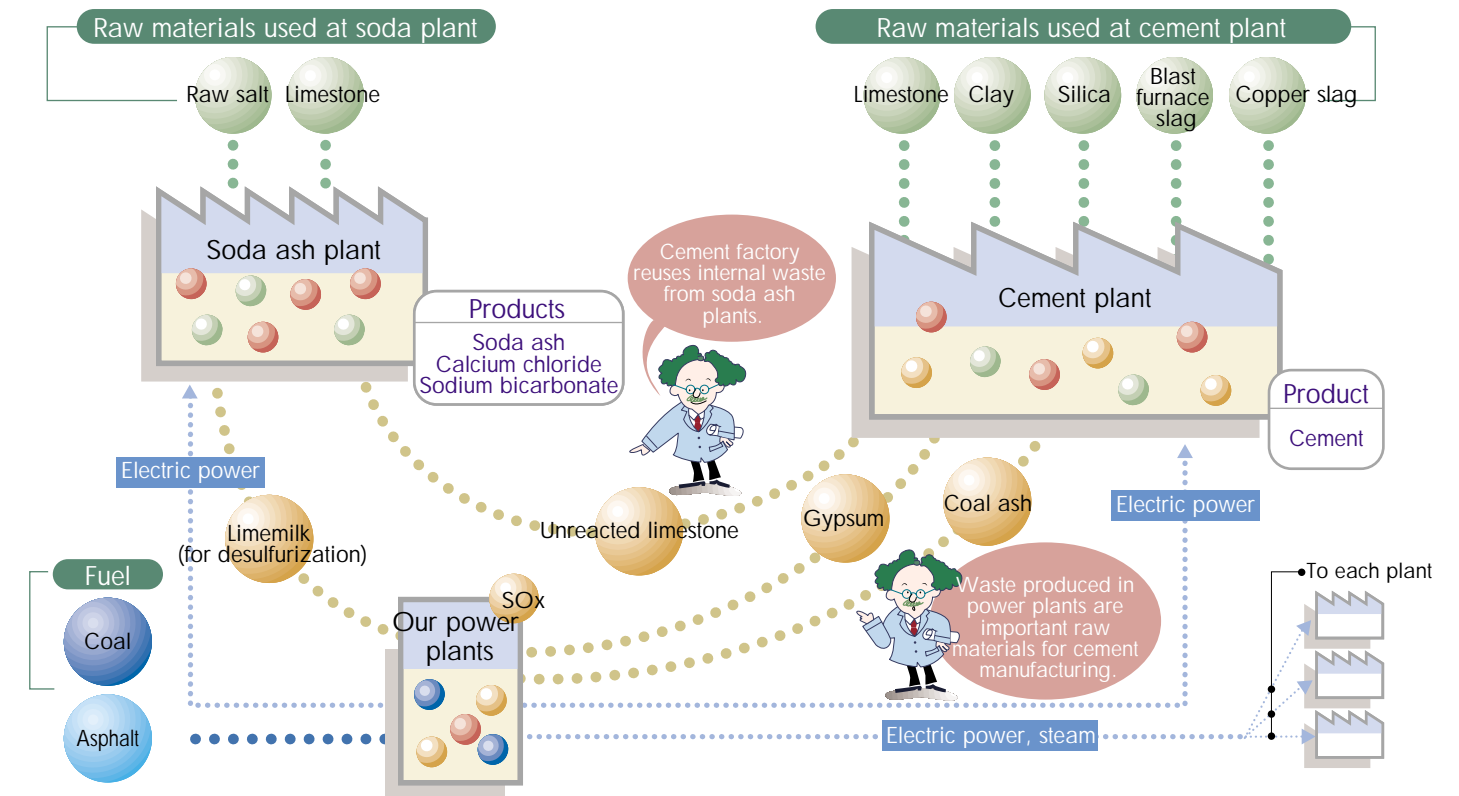 Raw materials used at soda plant
Raw materials used at cement plant
Raw salt
Limestone
Limestone
Clay
Silica
Blast
furnace
slag
Copper slag
Soda ash plant
Products
Soda ash
Calcium chloride
Sodium bicarbonate
Cement factory
reuses internal waste
from soda ash
plants.
Cement plant
Product
Cement
Electric power
Limemilk
(for desulfurization)
Unreacted limestone
Gypsum
Coal ash
Electric power
Fuel
Coal
Asphalt
SOx
Our power
plants
Waste produced in
power plants are
important raw
materials for cement
manufacturing.
To each plant
Electric power, steam